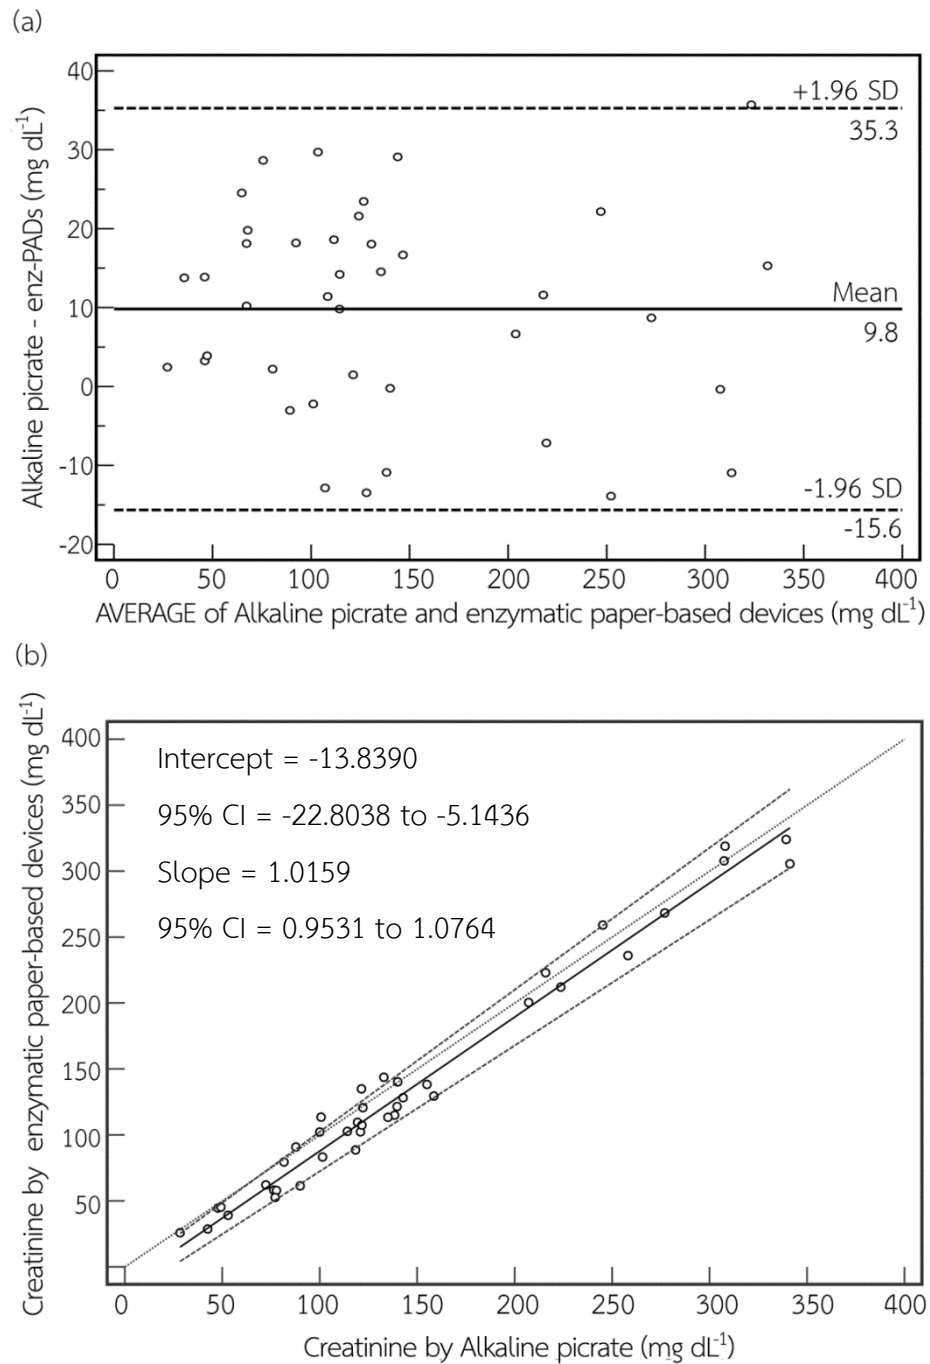 (a)
Alkaline picrate - enz-PADs (mg dL⁻¹)
40
30
20
10
0
-10
-20
+1.96 SD
35.3
Mean
9.8
-1.96 SD
-15.6
0 50 100 150 200 250 300 350 400
AVERAGE of Alkaline picrate and enzymatic paper-based devices (mg dL⁻¹)
(b)
Creatinine by enzymatic paper-based devices (mg dL⁻¹)
400
350
300
250
200
150
100
50
Intercept = -13.8390
95% CI = -22.8038 to -5.1436
Slope = 1.0159
95% CI = 0.9531 to 1.0764
0 50 100 150 200 250 300 350 400
Creatinine by Alkaline picrate (mg dL⁻¹)